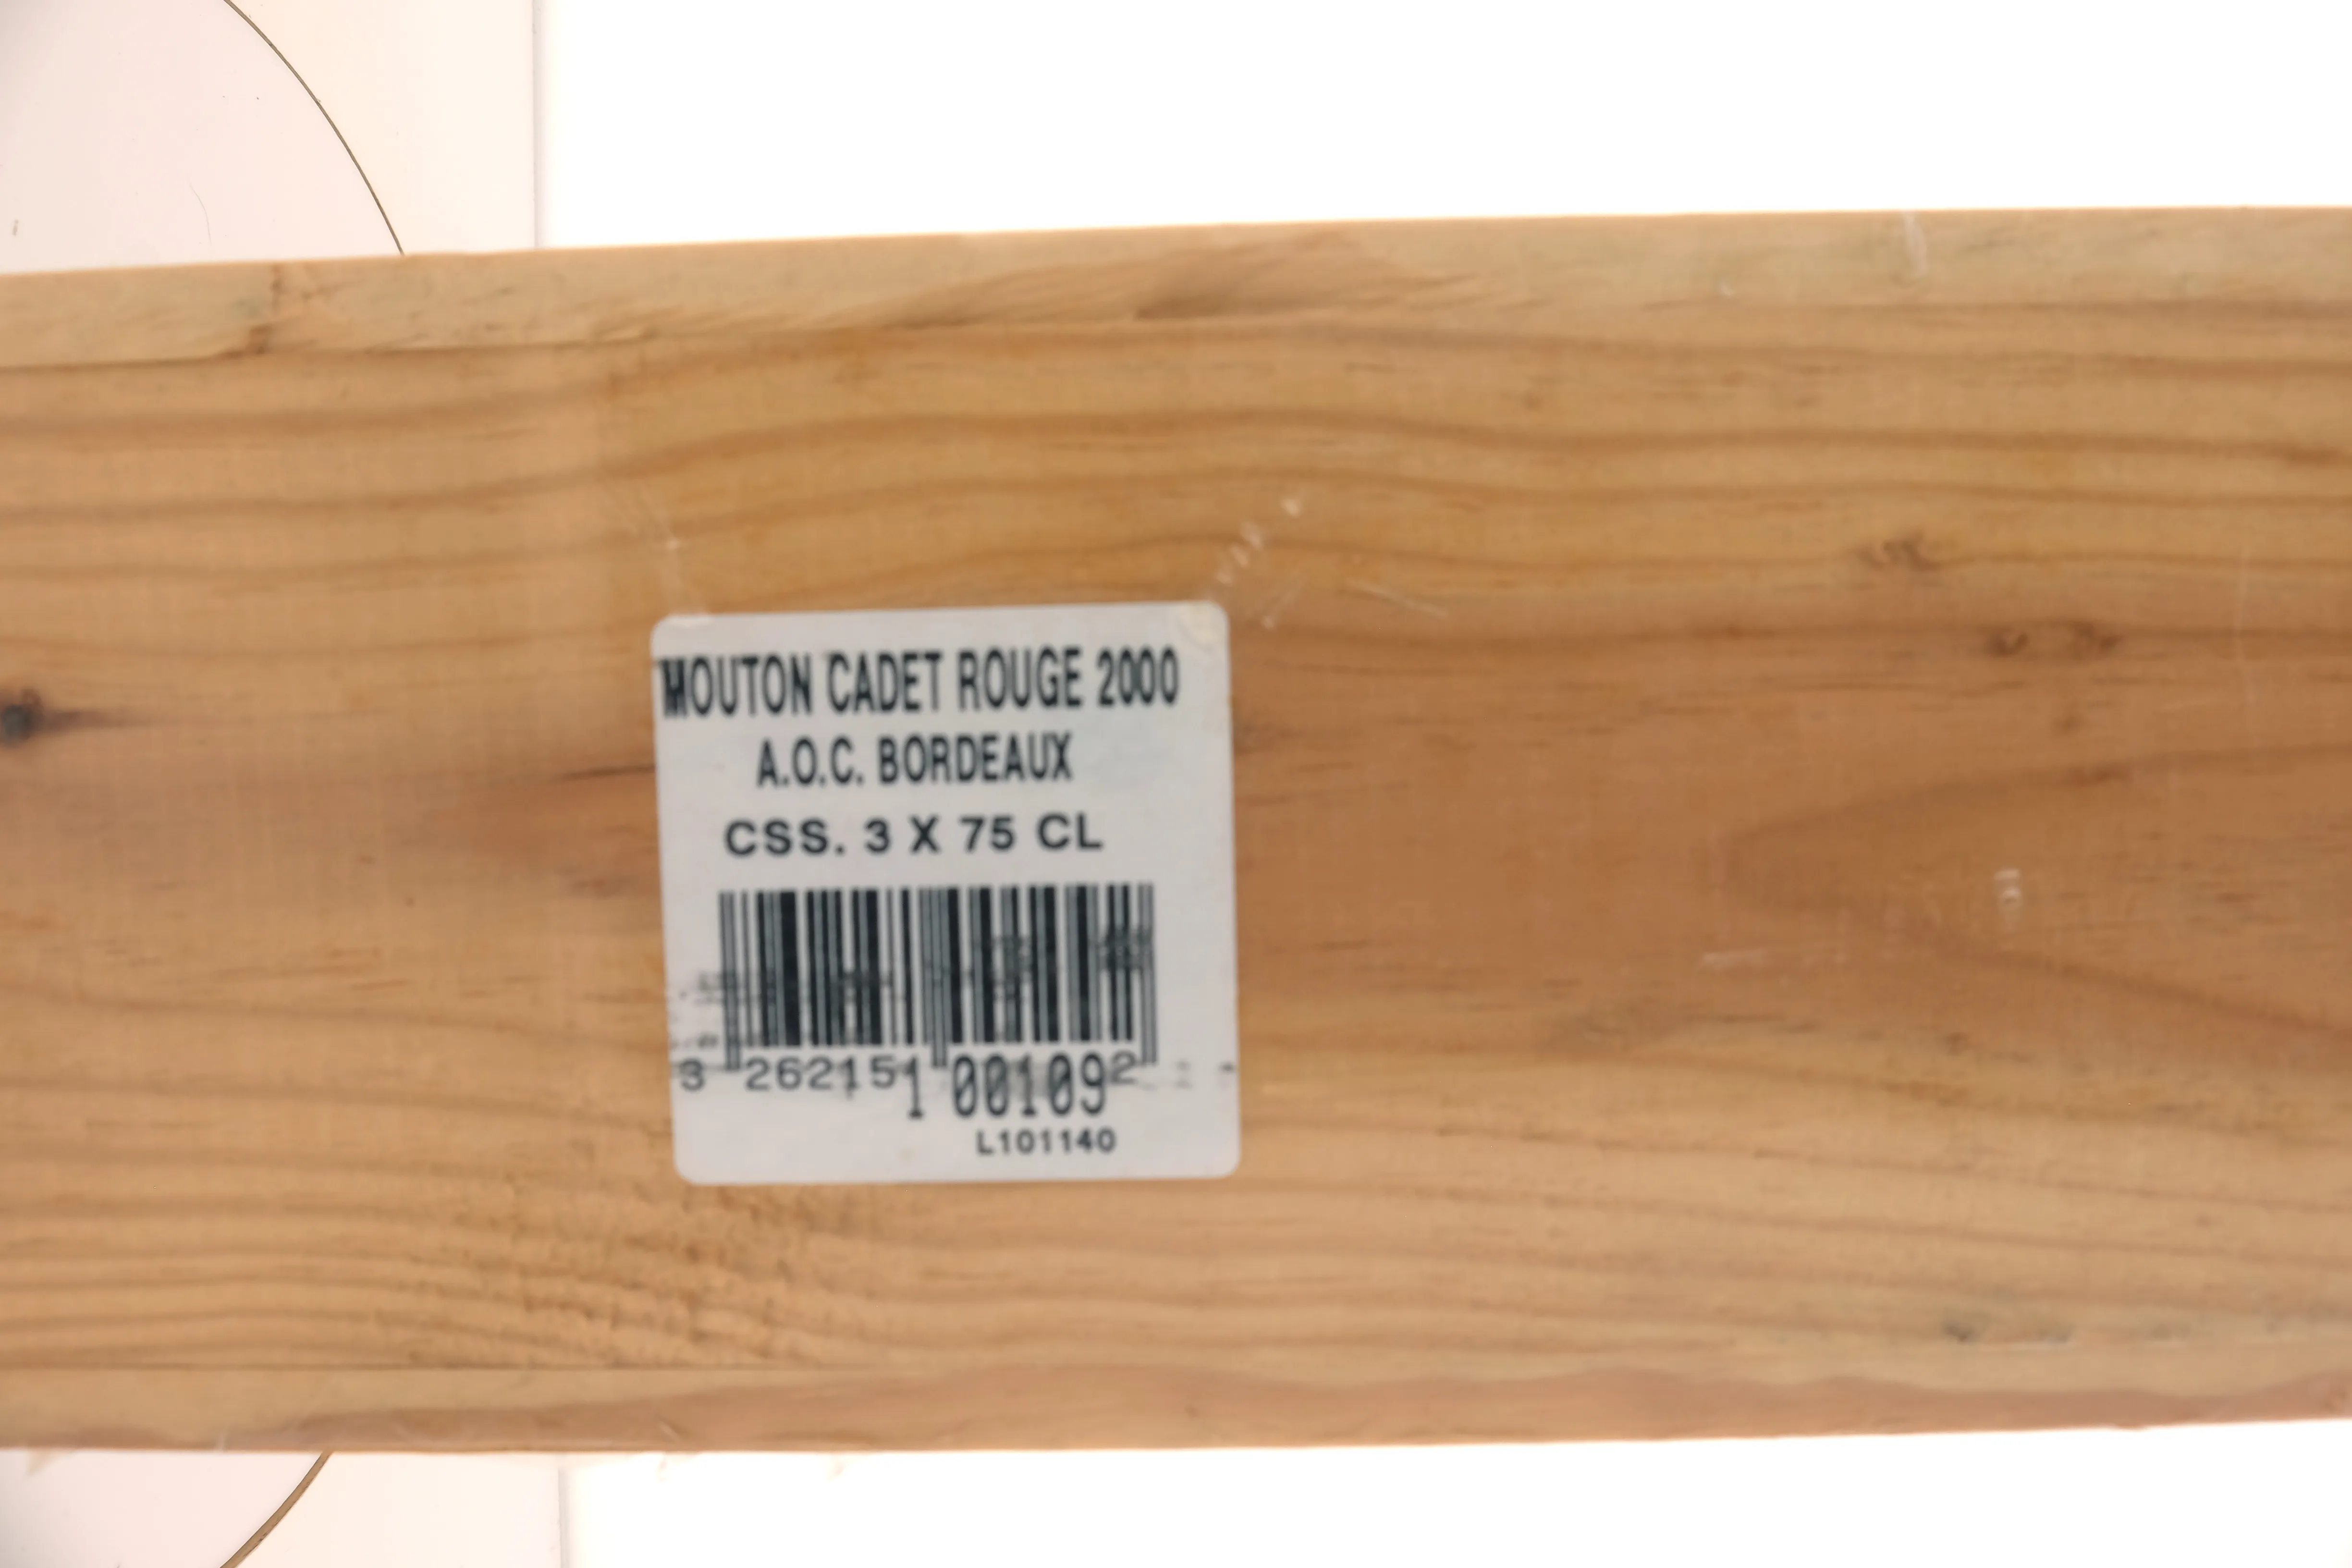 MOUTON CADET ROUGE 2000
A.O.C. BORDEAUX
CSS. 3 X 75 CL
3 262151 001092
L101140